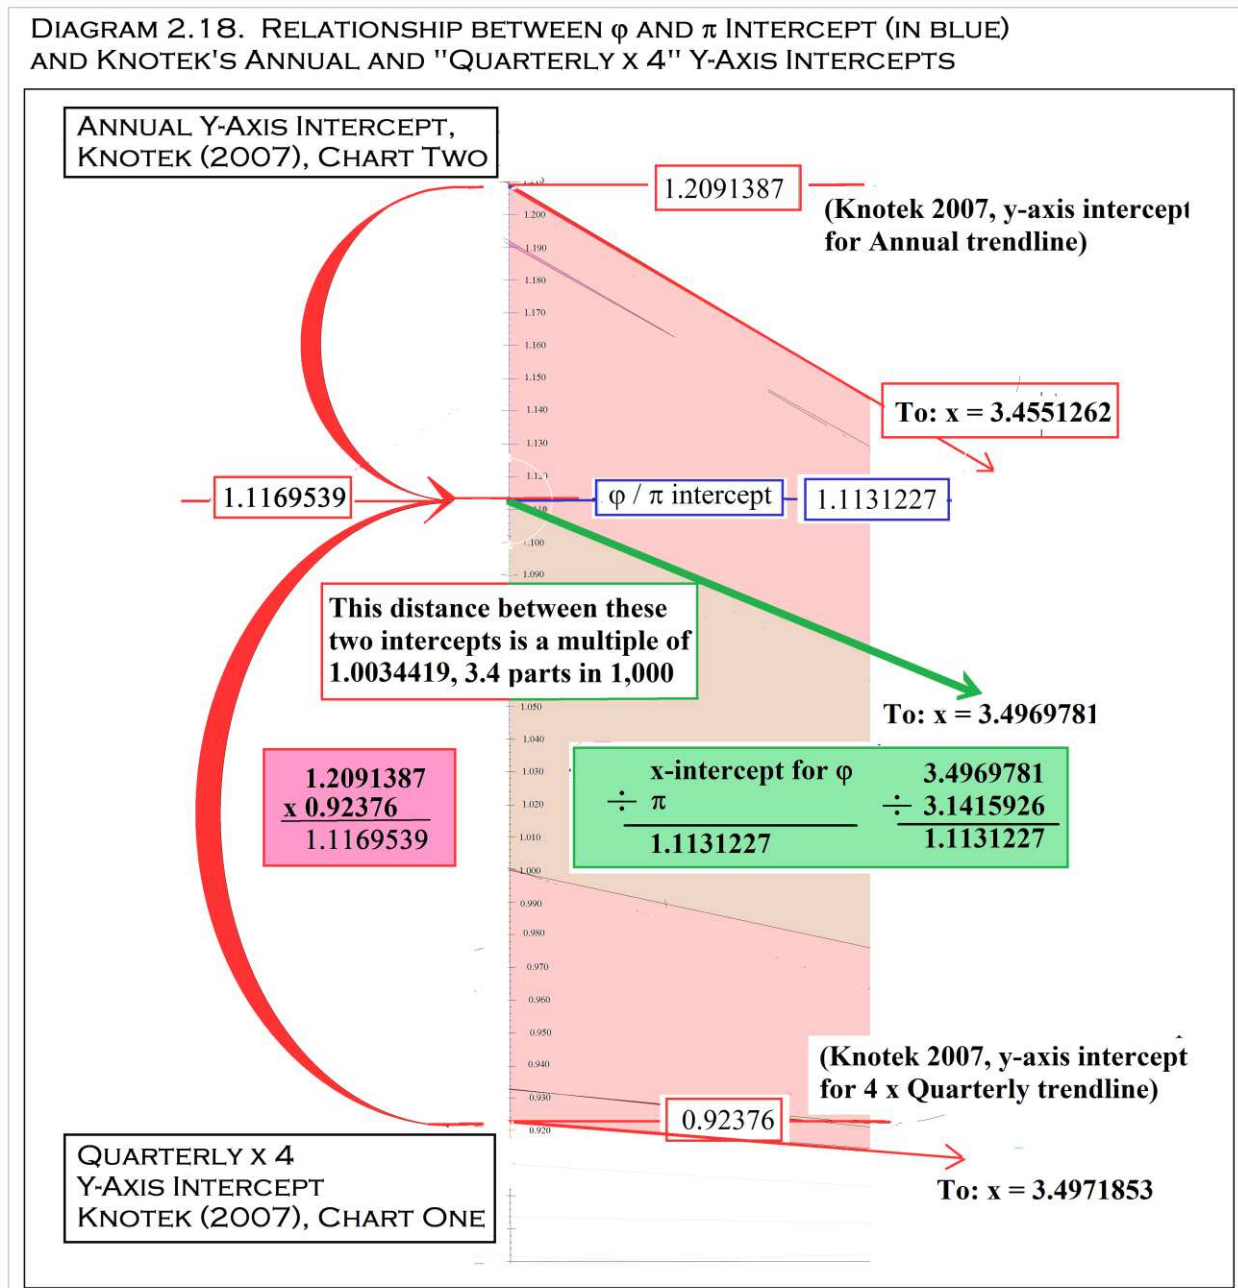 DIAGRAM 2.18. RELATIONSHIP BETWEEN φ AND π INTERCEPT (IN BLUE)
AND KNOTEK'S ANNUAL AND "QUARTERLY X 4" Y-AXIS INTERCEPTS
ANNUAL Y-AXIS INTERCEPT,
KNOTEK (2007), CHART TWO
1.2091387
(Knotek 2007, y-axis intercept
for Annual trendline)
1.200
1.190
1.180
1.170
1.160
1.150
1.140
1.130
To: x = 3.4551262
1.1169539
φ / π intercept
1.1131227
1.100
1.090
This distance between these
two intercepts is a multiple of
1.0034419, 3.4 parts in 1,000
1.050
1.040
1.030
1.020
1.010
1.000
0.990
0.980
0.970
0.960
0.950
0.940
0.930
0.920
To: x = 3.4969781
1.2091387
x 0.92376
1.1169539
x-intercept for φ
÷ π
1.1131227
3.4969781
÷ 3.1415926
1.1131227
(Knotek 2007, y-axis intercept
for 4 x Quarterly trendline)
0.92376
To: x = 3.4971853
QUARTERLY X 4
Y-AXIS INTERCEPT
KNOTEK (2007), CHART ONE